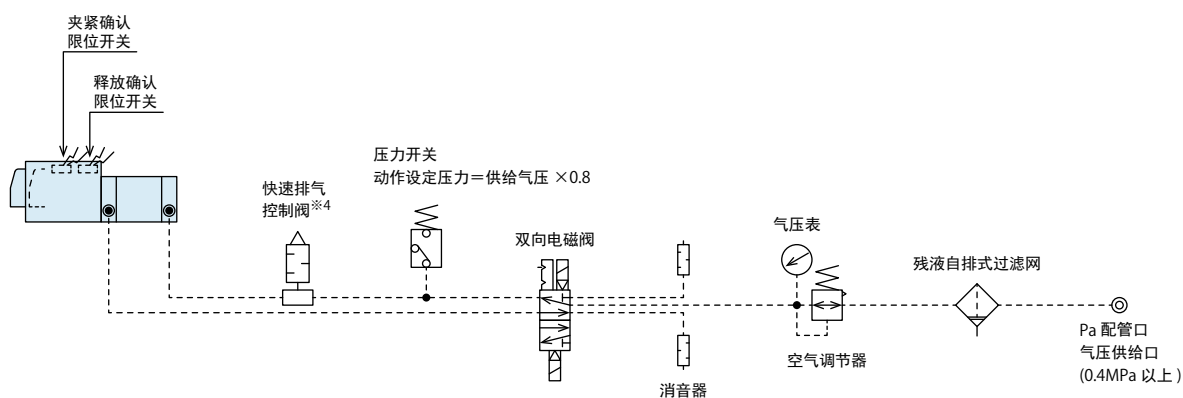 夹紧确认
限位开关
释放确认
限位开关
压力开关
动作设定压力＝供给气压 ×0.8
快速排气
控制阀※4
双向电磁阀
气压表
残液自排式过滤网
Pa 配管口
气压供给口
(0.4MPa 以上 )
空气调节器
消音器